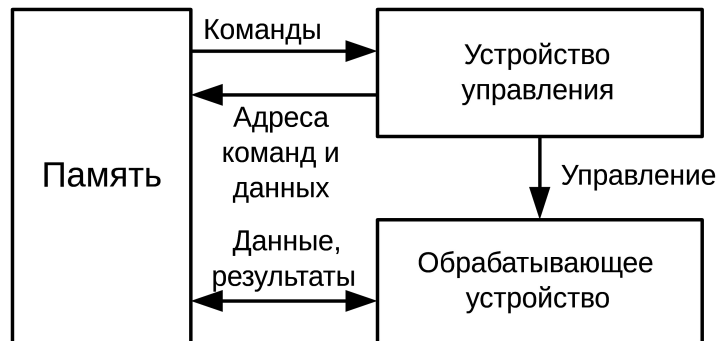 Команды
Устройство
управления
Адреса
команд и
данных
Память
Управление
Данные,
результаты
Обрабатывающее
устройство